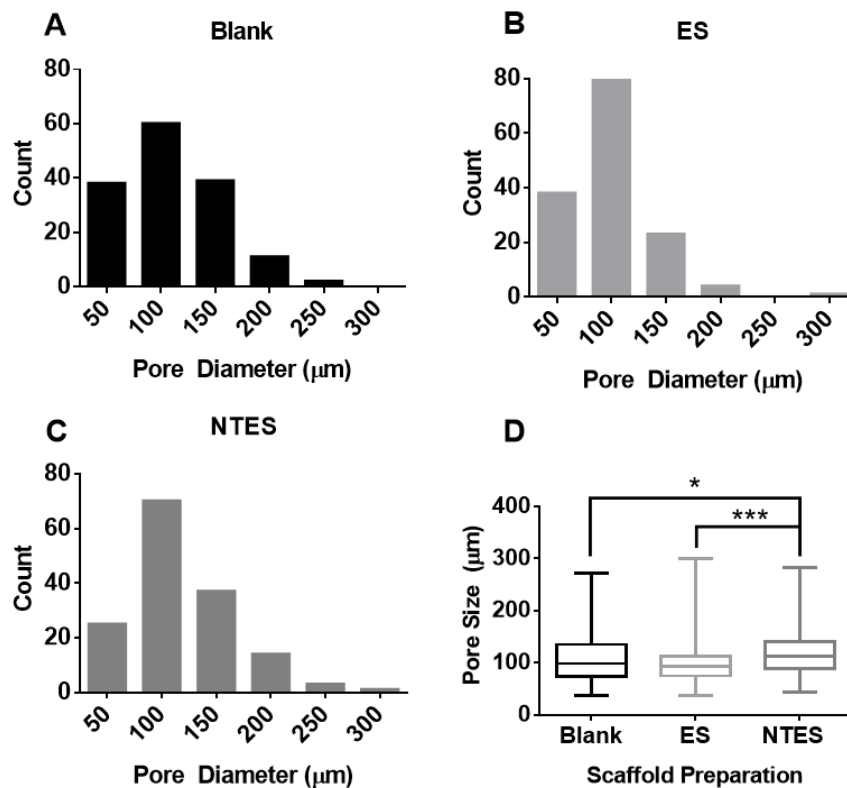 A
Blank
80
60
40
20
0
Count
50 100 150 200 250 300
Pore Diameter (μm)
B
ES
80
60
40
20
0
Count
50 100 150 200 250 300
Pore Diameter (μm)
C
NTES
80
60
40
20
0
Count
50 100 150 200 250 300
Pore Diameter (μm)
D
*
***
400
300
200
100
0
Pore Size (μm)
Blank ES NTES
Scaffold Preparation